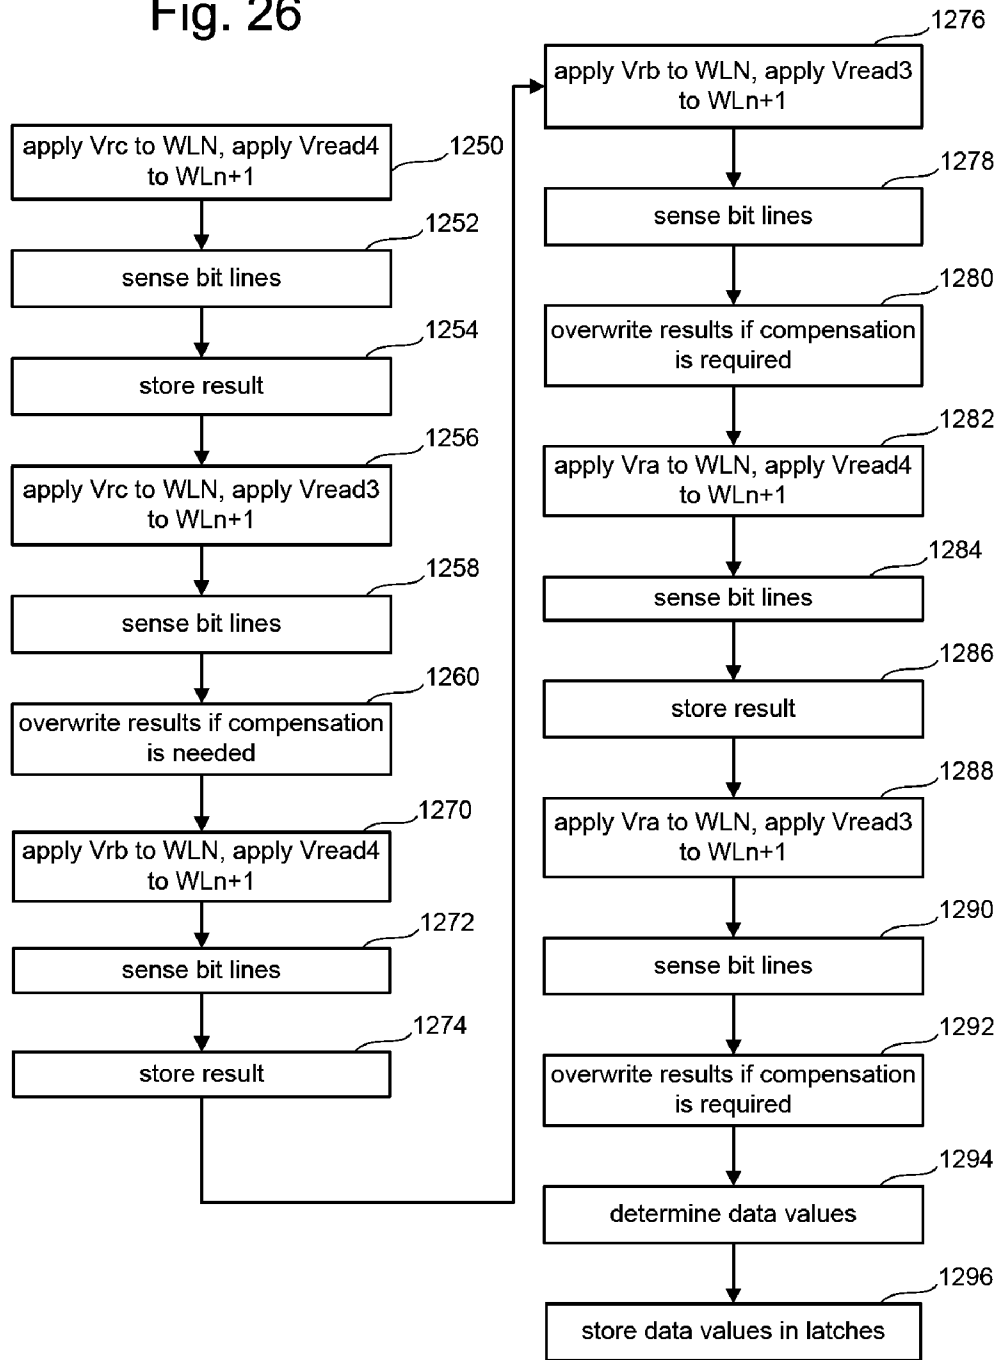 Fig. 26
apply Vrc to WLN, apply Vread4
to WLn+1
1250
1252
sense bit lines
1254
store result
1256
apply Vrc to WLN, apply Vread3
to WLn+1
1258
sense bit lines
1260
overwrite results if compensation
is needed
1270
apply Vrb to WLN, apply Vread4
to WLn+1
1272
sense bit lines
1274
store result
1276
apply Vrb to WLN, apply Vread3
to WLn+1
1278
sense bit lines
1280
overwrite results if compensation
is required
1282
apply Vra to WLN, apply Vread4
to WLn+1
1284
sense bit lines
1286
store result
1288
apply Vra to WLN, apply Vread3
to WLn+1
1290
sense bit lines
1292
overwrite results if compensation
is required
1294
determine data values
1296
store data values in latches